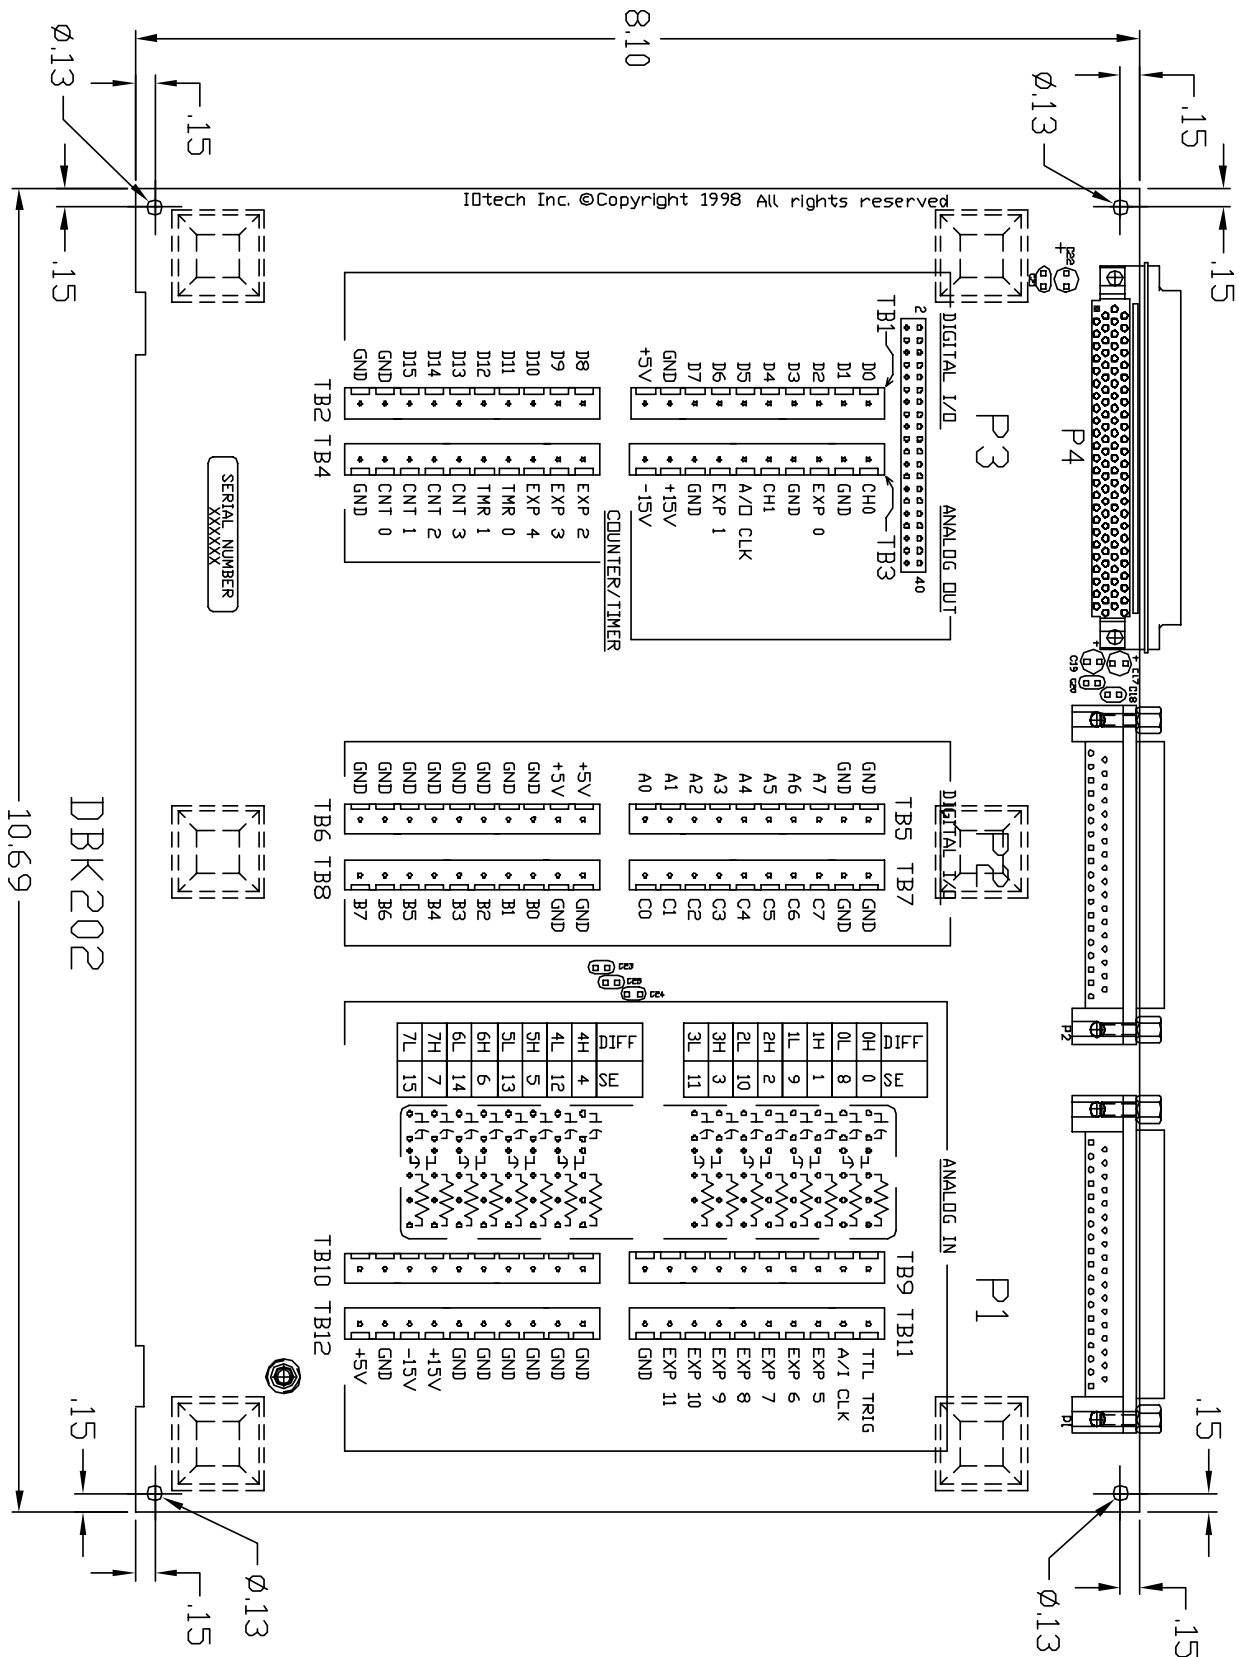 8.10
Ø.13
.15
Ø.13
.15
.15
.15
IOtech Inc. ©Copyright 1998 All rights reserved
C22
P4
P3
DIGITAL I/O
ANALOG OUT
TB1
2
40
TB3
D0
D1
D2
D3
D4
D5
D6
D7
GND
+5V
CH0
GND
EXP 0
GND
CH1
A/D CLK
EXP 1
GND
+15V
-15V
COUNTER/TIMER
D8
D9
D10
D11
D12
D13
D14
D15
GND
GND
TB2
TB4
EXP 2
EXP 3
EXP 4
TMR 0
TMR 1
CNT 3
CNT 2
CNT 1
CNT 0
GND
SERIAL NUMBER
XXXXXX
C19
C17
C20
C18
P2
DIGITAL I/O
P2
TB5
TB7
GND
GND
A7
A6
A5
A4
A3
A2
A1
A0
GND
GND
C7
C6
C5
C4
C3
C2
C1
C0
+5V
+5V
GND
GND
GND
GND
GND
GND
GND
GND
TB6
TB8
GND
GND
B0
B1
B2
B3
B4
B5
B6
B7
C23
C25
C24
DIFF 0H 0L 1H 1L 2H 2L 3H 3L
SE 0 8 1 9 2 10 3 11
DIFF 4H 4L 5H 5L 6H 6L 7H 7L
SE 4 12 5 13 6 14 7 15
ANALOG IN
P1
P1
TB9
TB11
TTL TRIG
A/I CLK
EXP 5
EXP 6
EXP 7
EXP 8
EXP 9
EXP 10
EXP 11
GND
TB10
TB12
GND
GND
GND
GND
GND
GND
+15V
-15V
GND
+5V
DBK202
10.69
.15
.15
Ø.13
.15
Ø.13
.15